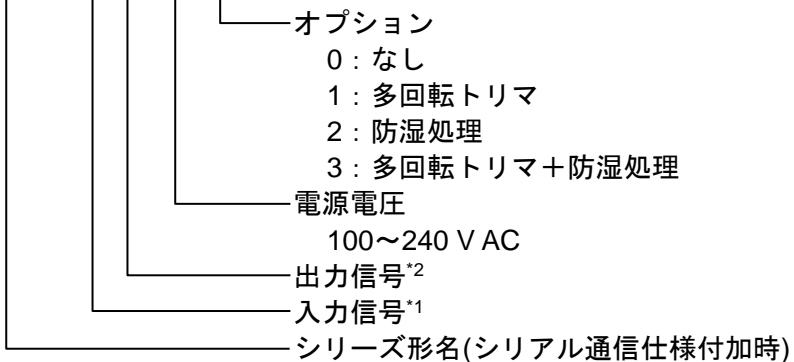 オプション
0：なし
1：多回転トリマ
2：防湿処理
3：多回転トリマ＋防湿処理
電源電圧
100～240 V AC
出力信号*2
入力信号*1
シリーズ形名(シリアル通信仕様付加時)